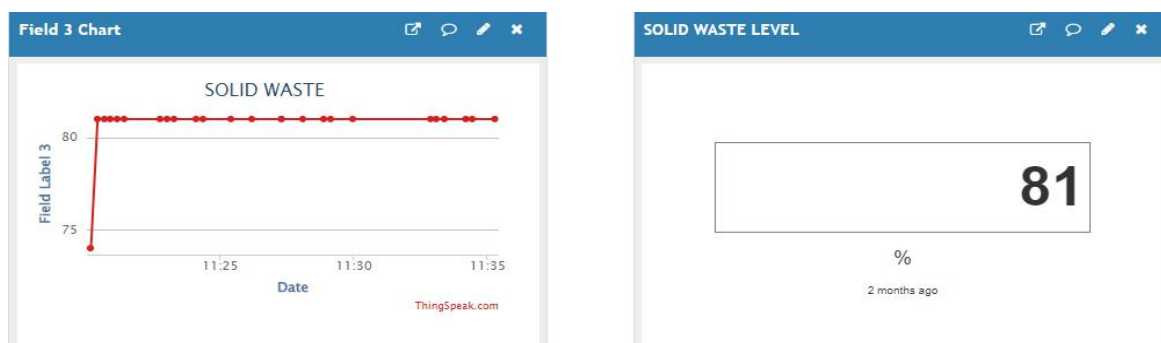 Field 3 Chart
SOLID WASTE
80
75
Field Label 3
11:25 11:30 11:35
Date
ThingSpeak.com
SOLID WASTE LEVEL
81
%
2 months ago